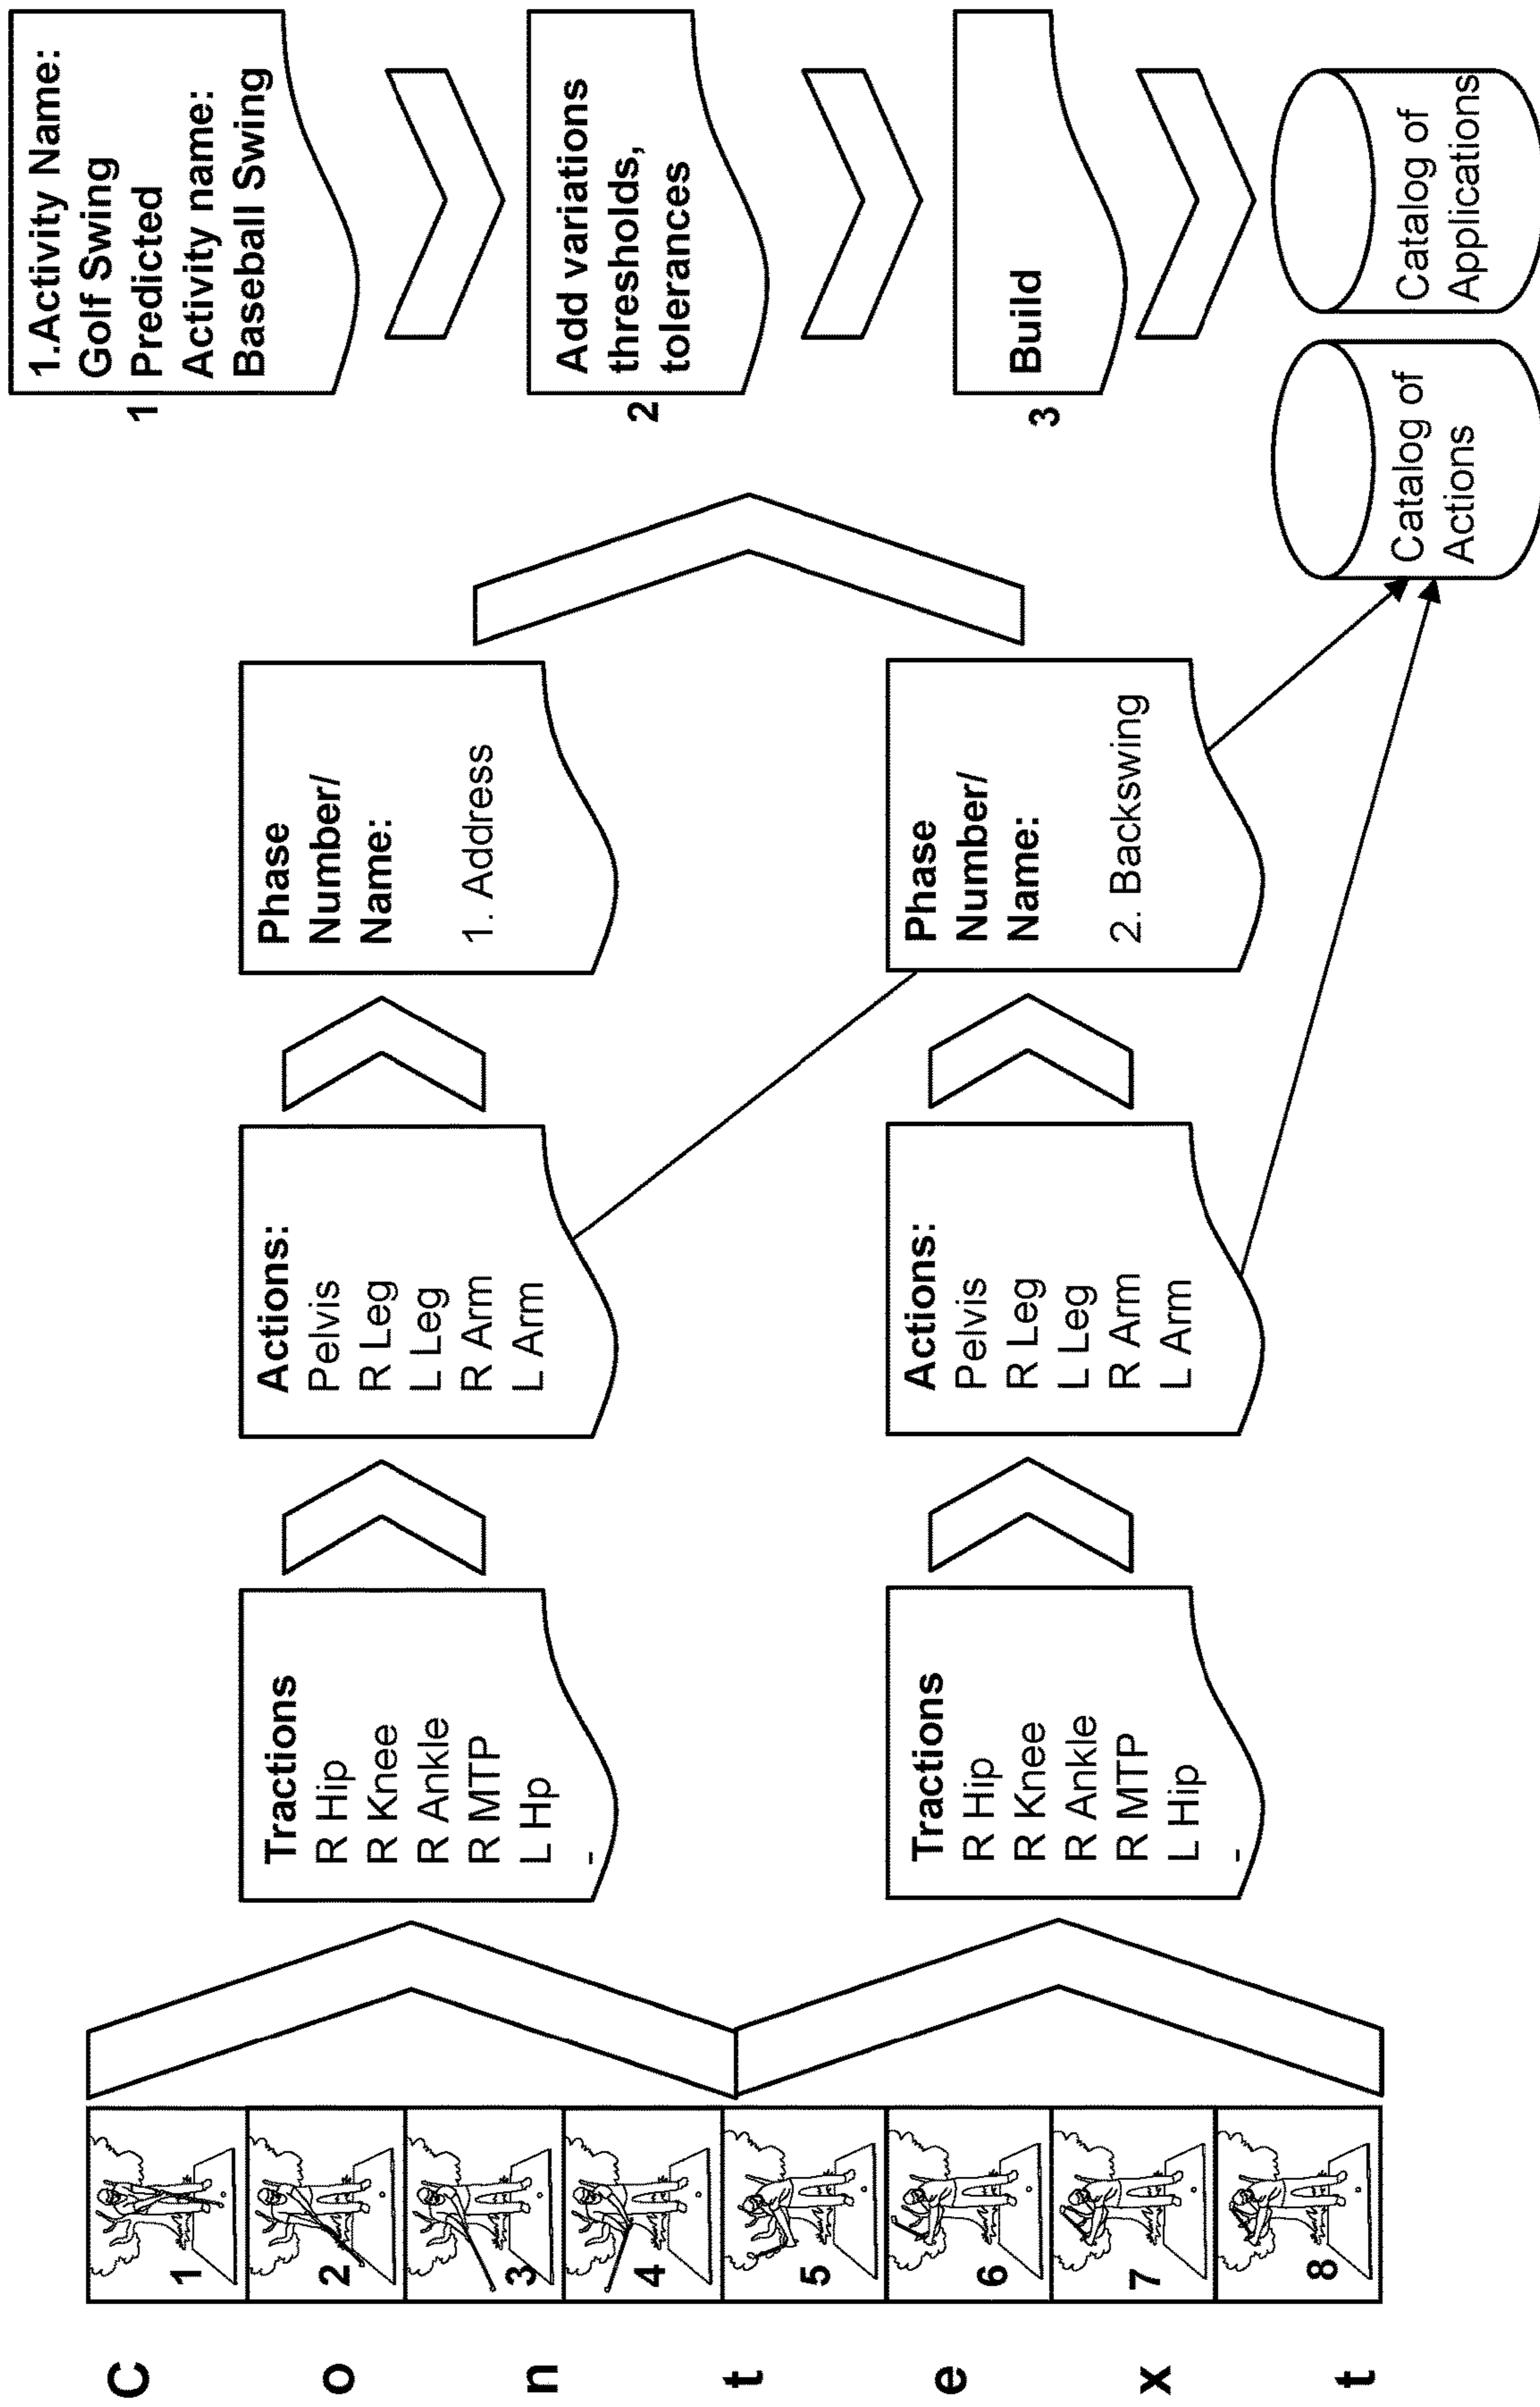 C o n t e x t
1
2
3
4
5
6
7
8
Tractions
R Hip
R Knee
R Ankle
R MTP
L Hp
-
Actions:
Pelvis
R Leg
L Leg
R Arm
L Arm
Phase
Number/
Name:
1. Address
Tractions
R Hip
R Knee
R Ankle
R MTP
L Hip
-
Actions:
Pelvis
R Leg
L Leg
R Arm
L Arm
Phase
Number/
Name:
2. Backswing
1
1.Activity Name:
Golf Swing
Predicted
Activity name:
Baseball Swing
2
Add variations
thresholds,
tolerances
3
Build
Catalog of
Actions
Catalog of
Applications